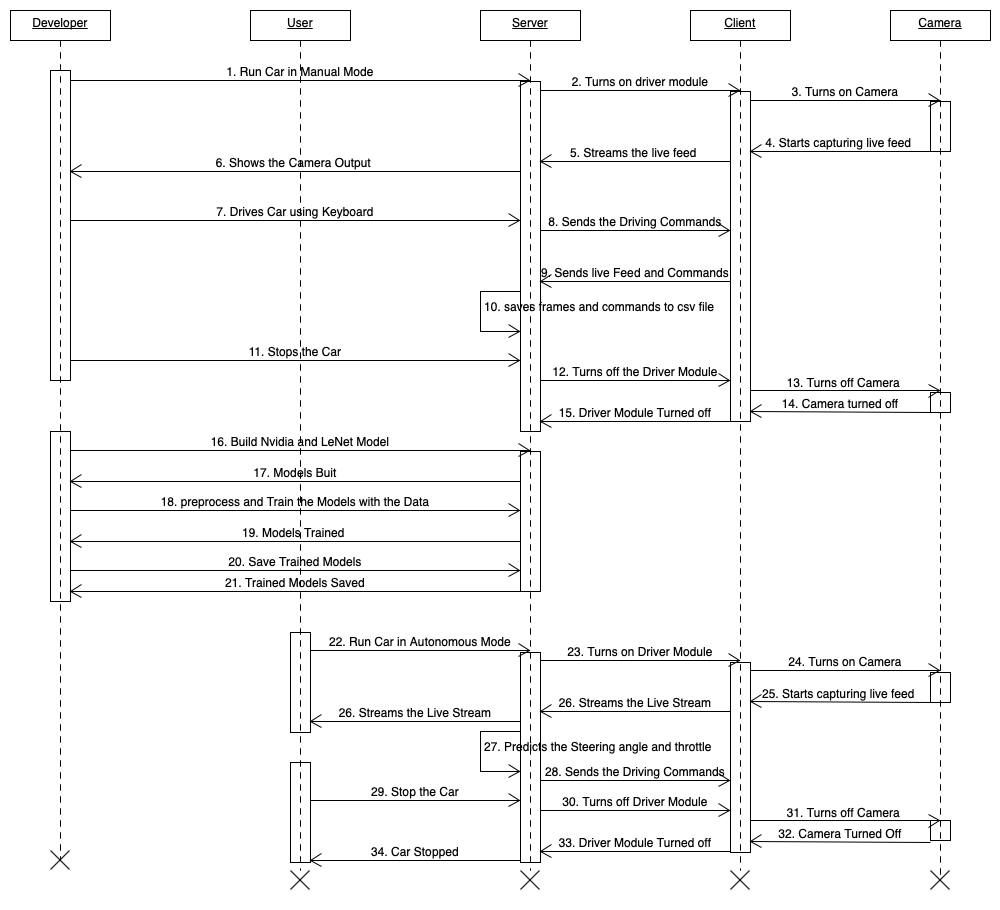 Developer
User
Server
Client
Camera
1. Run Car in Manual Mode
2. Turns on driver module
3. Turns on Camera
4. Starts capturing live feed
5. Streams the live feed
6. Shows the Camera Output
7. Drives Car using Keyboard
8. Sends the Driving Commands
9. Sends live Feed and Commands
10. saves frames and commands to csv file
11. Stops the Car
12. Turns off the Driver Module
13. Turns off Camera
14. Camera turned off
15. Driver Module Turned off
16. Build Nvidia and LeNet Model
17. Models Buit
18. preprocess and Train the Models with the Data
19. Models Trained
20. Save Trained Models
21. Trained Models Saved
22. Run Car in Autonomous Mode
23. Turns on Driver Module
24. Turns on Camera
25. Starts capturing live feed
26. Streams the Live Stream
26. Streams the Live Stream
27. Predicts the Steering angle and throttle
28. Sends the Driving Commands
29. Stop the Car
30. Turns off Driver Module
31. Turns off Camera
32. Camera Turned Off
33. Driver Module Turned off
34. Car Stopped